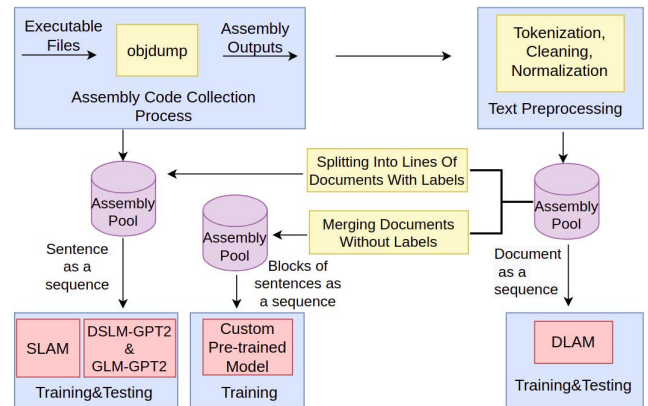 Executable
Files
objdump
Assembly
Outputs
Assembly Code Collection
Process
Tokenization,
Cleaning,
Normalization
Text Preprocessing
Splitting Into Lines Of
Documents With Labels
Assembly
Pool
Assembly
Pool
Merging Documents
Without Labels
Assembly
Pool
Sentence
as a
sequence
Blocks of
sentences as
a sequence
Document
as a
sequence
SLAM
DSLM-GPT2
&
GLM-GPT2
Training&Testing
Custom
Pre-trained
Model
Training
DLAM
Training&Testing